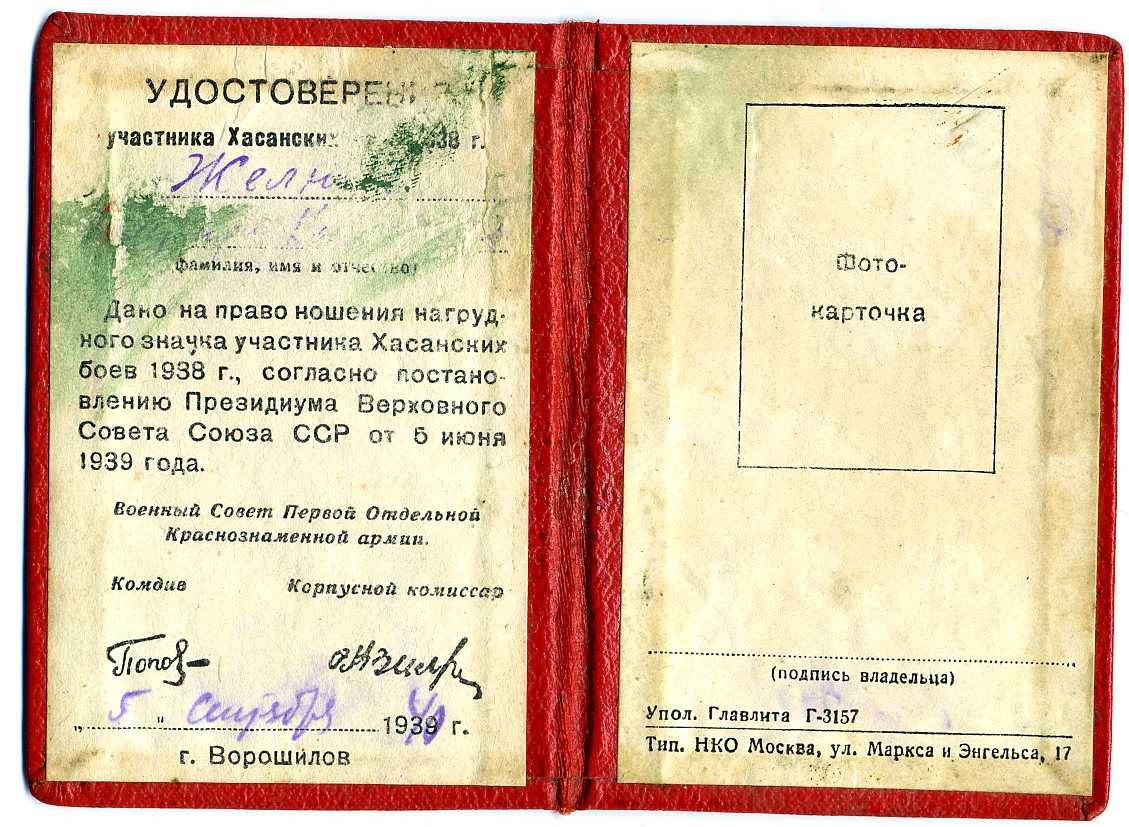 УДОСТОВЕРЕН
участника Хасанских 1938 г.
(фамилия, имя и отчество)
Дано на право ношения нагруд-
ного значка участника Хасанских
боев 1938 г., согласно постано-
влению Президиума Верховного
Совета Союза ССР от 5 июня
1939 года.
Военный Совет Первой Отдельной
Краснознаменной армии.
Комдив Корпусной комиссар
Попов
„5“ сентября 1939 г.
г. Ворошилов
Фото-
карточка
(подпись владельца)
Упол. Главлита Г-3157
Тип. НКО Москва, ул. Маркса и Энгельса, 17